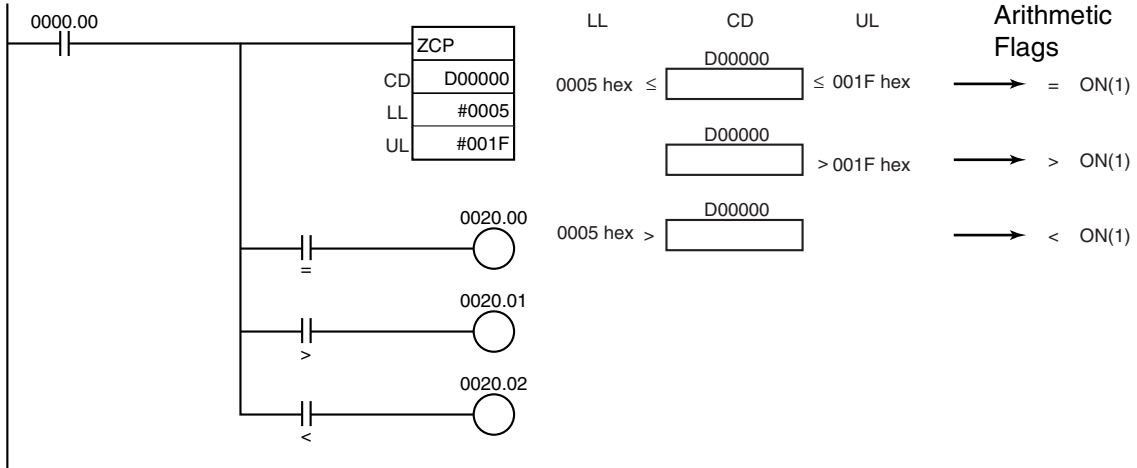 0000.00
ZCP
CD D00000
LL #0005
UL #001F
0020.00
=
0020.01
>
0020.02
<
LL CD UL Arithmetic
Flags
D00000
0005 hex ≤ ≤ 001F hex = ON(1)
D00000
> 001F hex > ON(1)
D00000
0005 hex > < ON(1)